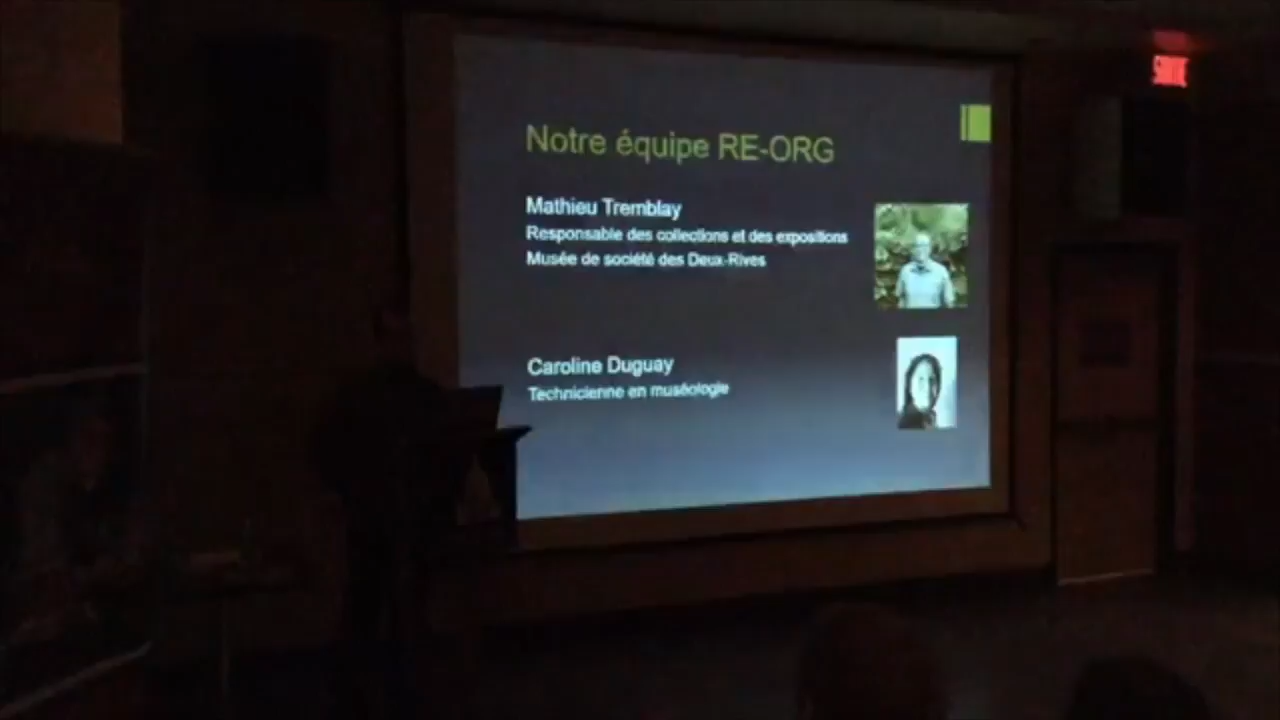 SORTIE
Notre équipe RE-ORG
Mathieu Tremblay
Responsable des collections et des expositions
Musée de société des Deux-Rives
Caroline Duguay
Technicienne en muséologie